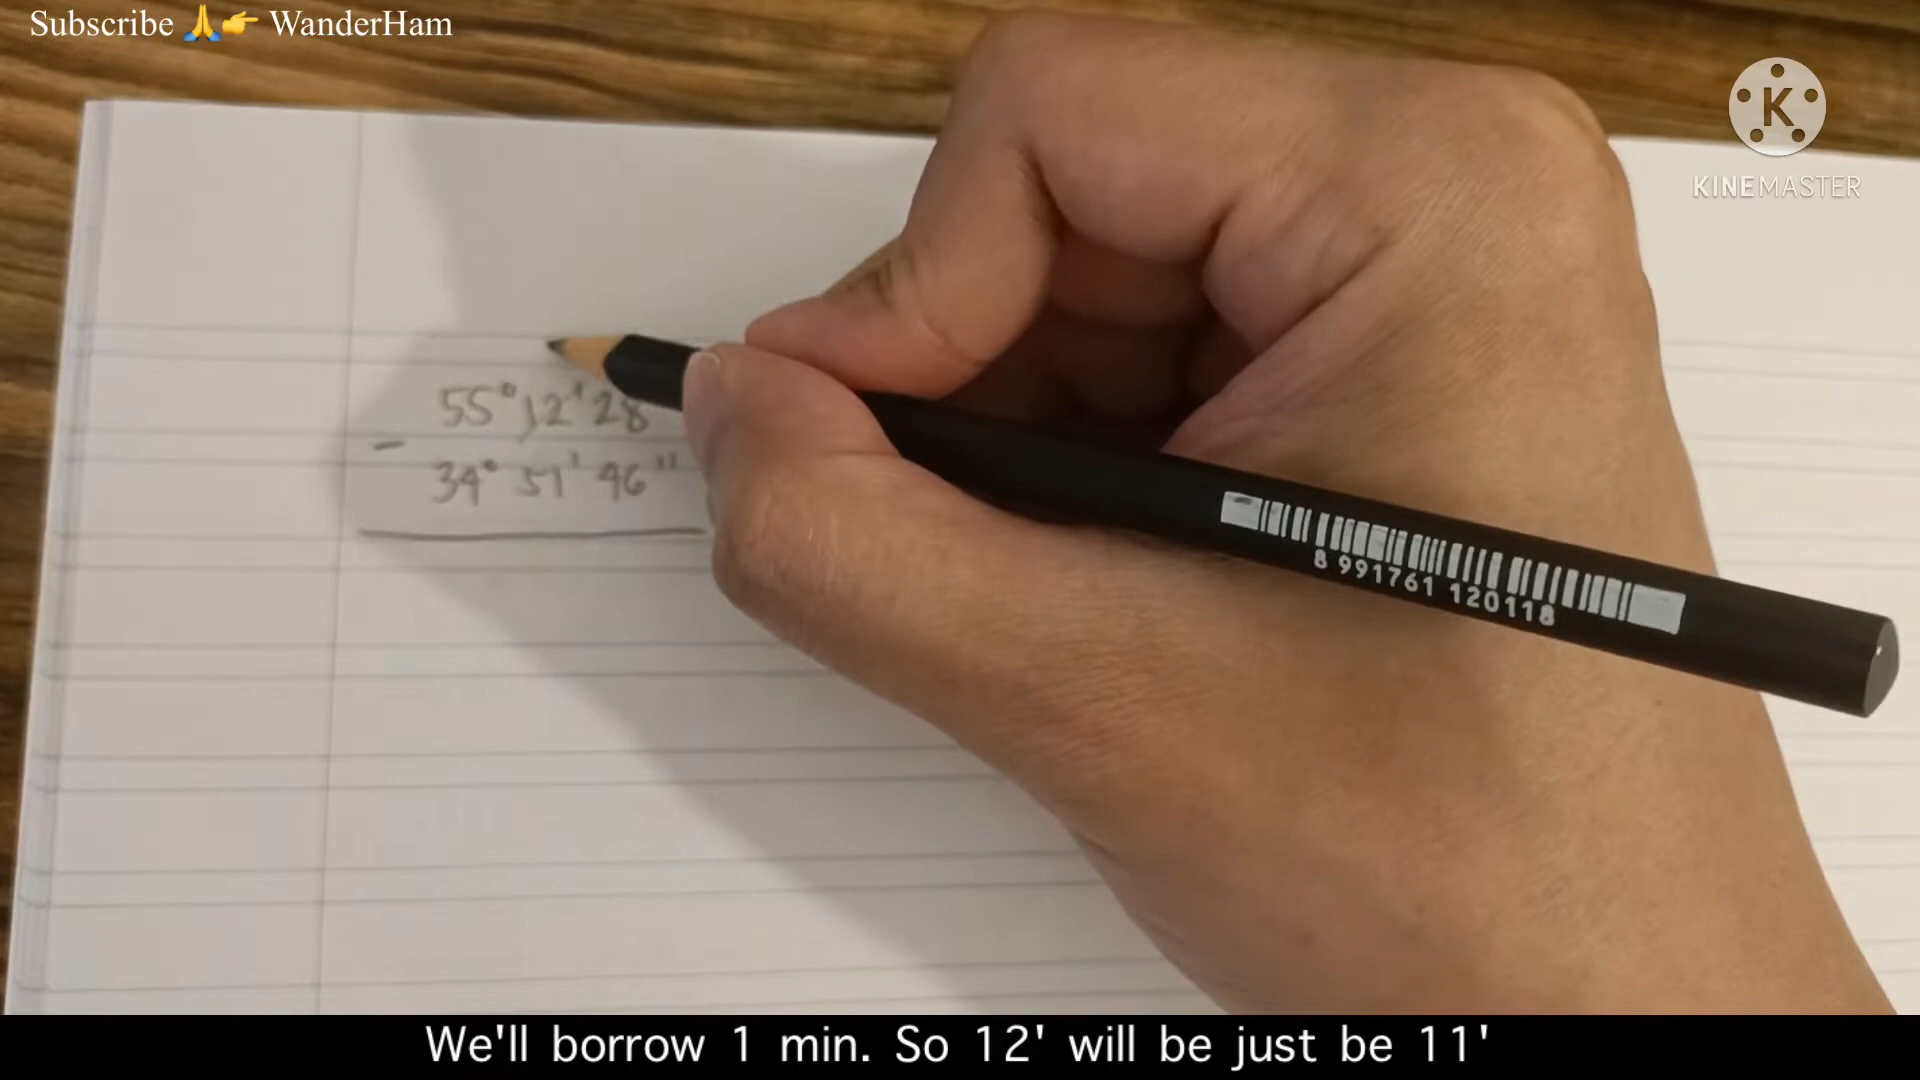 Subscribe 🙏👉 WanderHam
KINEMASTER
55° 12' 28
- 34° 51' 46"
8 991761 120118
We'll borrow 1 min. So 12' will be just be 11'